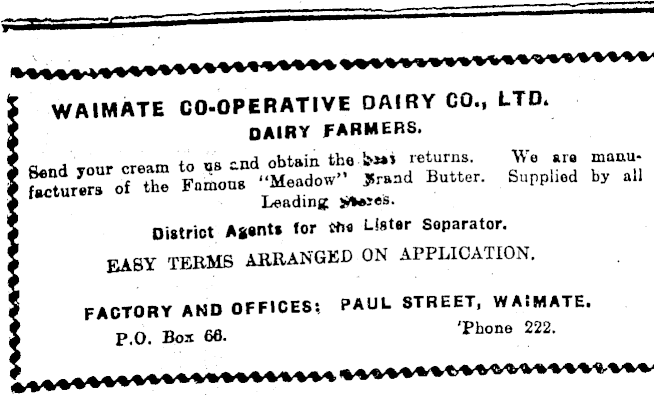 WAIMATE CO-OPERATIVE DAIRY CO., LTD.
DAIRY FARMERS.
Send your cream to us and obtain the best returns. We are manu-
facturers of the Famous "Meadow" Brand Butter. Supplied by all
Leading Stores.
District Agents for the Lister Separator.
EASY TERMS ARRANGED ON APPLICATION.
FACTORY AND OFFICES: PAUL STREET, WAIMATE.
P.O. Box 66. 'Phone 222.